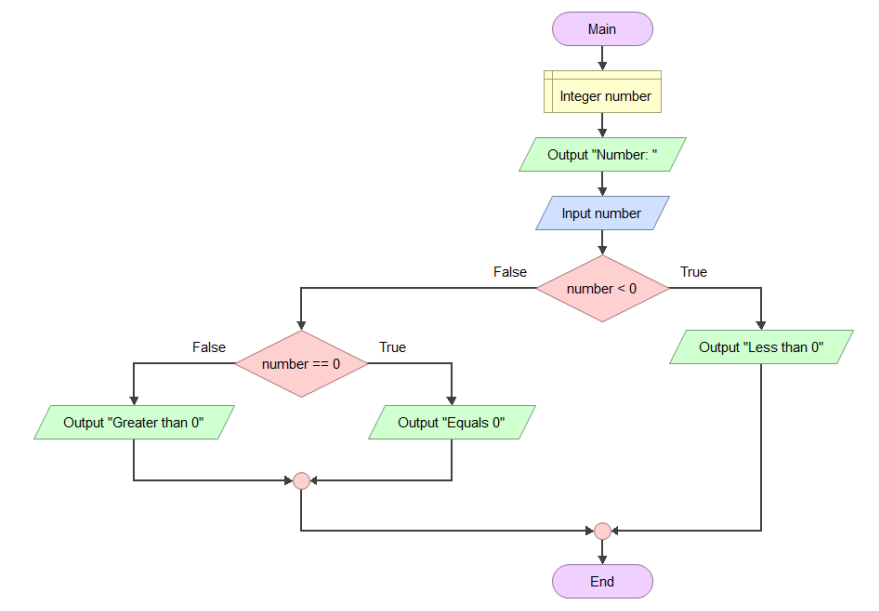 Main
Integer number
Output "Number: "
Input number
False
True
number < 0
False
True
Output "Less than 0"
number == 0
Output "Greater than 0"
Output "Equals 0"
End